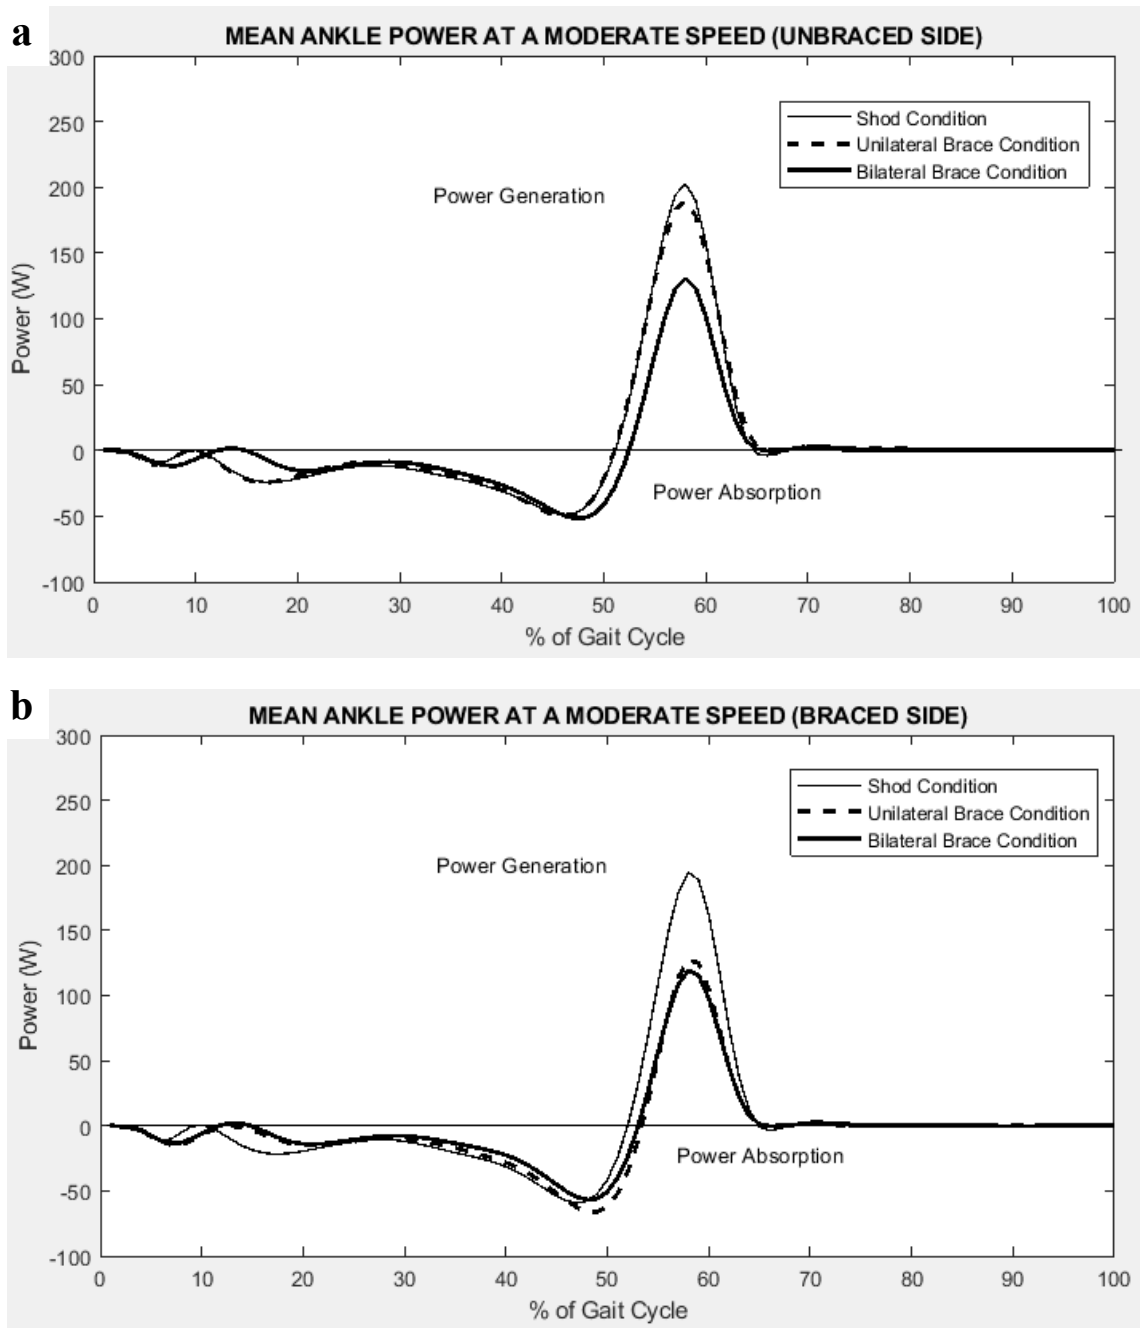 a
MEAN ANKLE POWER AT A MODERATE SPEED (UNBRACED SIDE)
300
250
200
150
100
50
0
-50
-100
Power (W)
Shod Condition
Unilateral Brace Condition
Bilateral Brace Condition
Power Generation
Power Absorption
0 10 20 30 40 50 60 70 80 90 100
% of Gait Cycle
b
MEAN ANKLE POWER AT A MODERATE SPEED (BRACED SIDE)
300
250
200
150
100
50
0
-50
-100
Power (W)
Shod Condition
Unilateral Brace Condition
Bilateral Brace Condition
Power Generation
Power Absorption
0 10 20 30 40 50 60 70 80 90 100
% of Gait Cycle